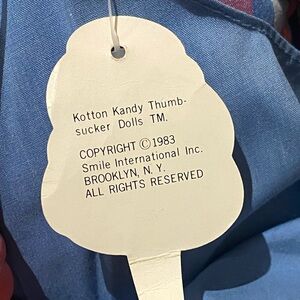 Kotton Kandy Thumb-
sucker Dolls TM.
COPYRIGHT ©1983
Smile International Inc.
BROOKLYN, N. Y.
ALL RIGHTS RESERVED